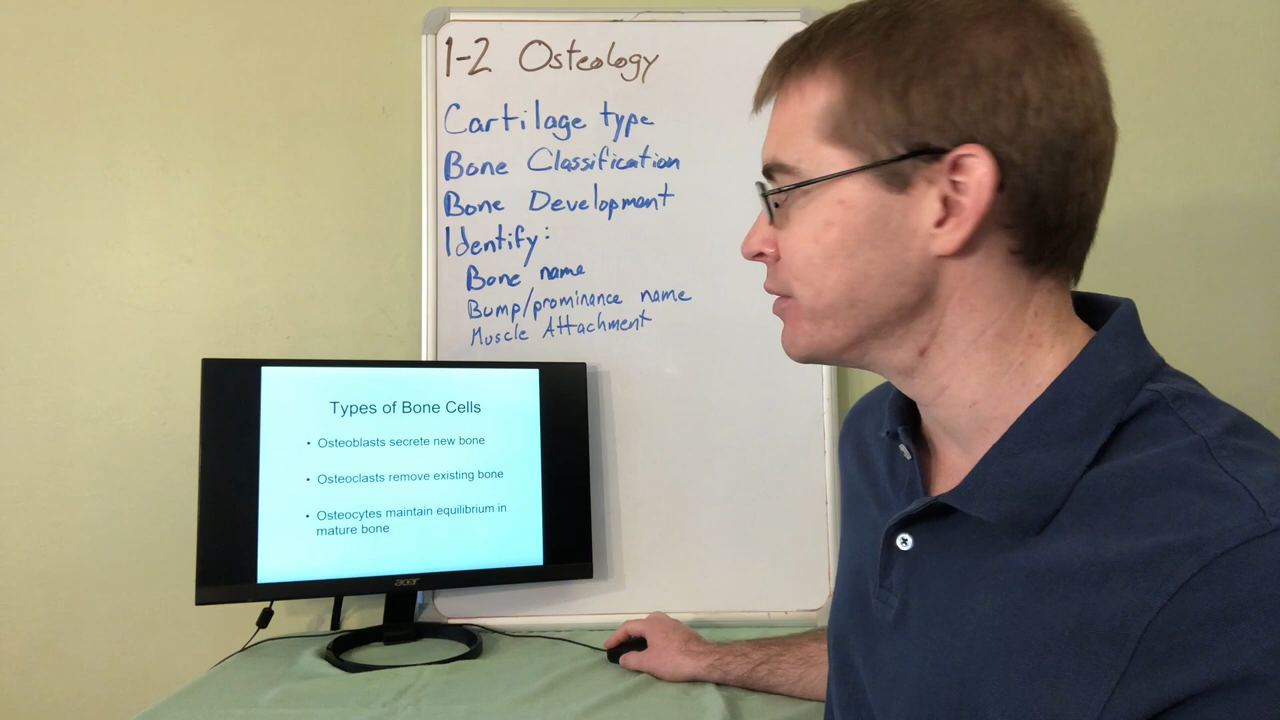 1-2 Osteology
Cartilage type
Bone Classification
Bone Development
Identify:
Bone name
Bump/prominance name
Muscle Attachment
Types of Bone Cells
• Osteoblasts secrete new bone
• Osteoclasts remove existing bone
• Osteocytes maintain equilibrium in
mature bone
acer